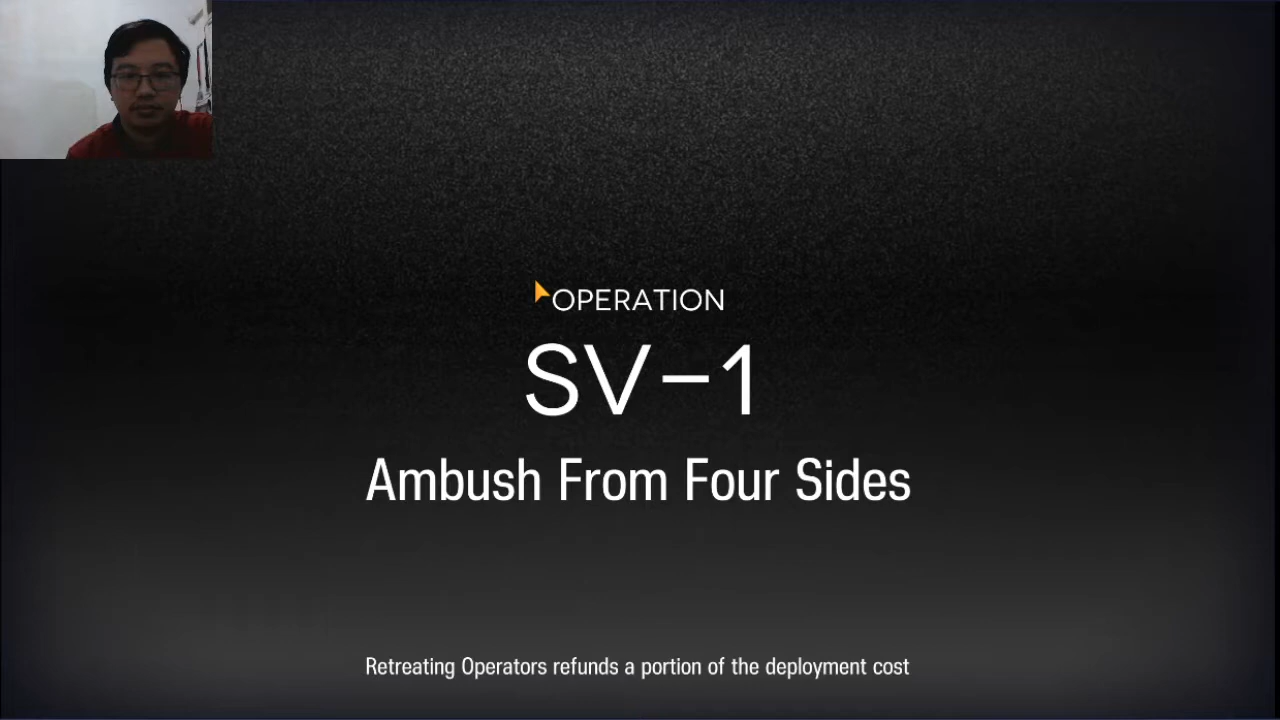 OPERATION
SV-1
Ambush From Four Sides
Retreating Operators refunds a portion of the deployment cost